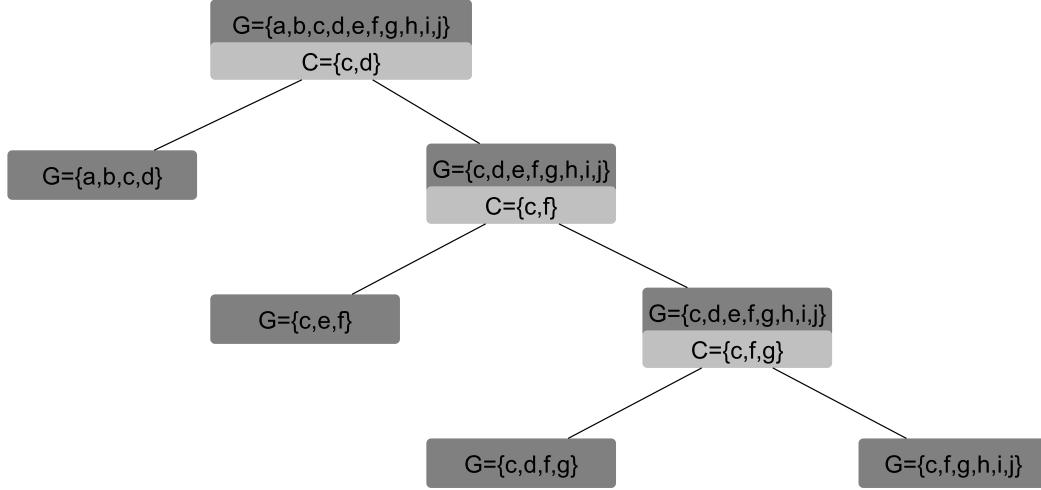 G={a,b,c,d,e,f,g,h,i,j}
C={c,d}
G={a,b,c,d}
G={c,d,e,f,g,h,i,j}
C={c,f}
G={c,e,f}
G={c,d,e,f,g,h,i,j}
C={c,f,g}
G={c,d,f,g}
G={c,f,g,h,i,j}